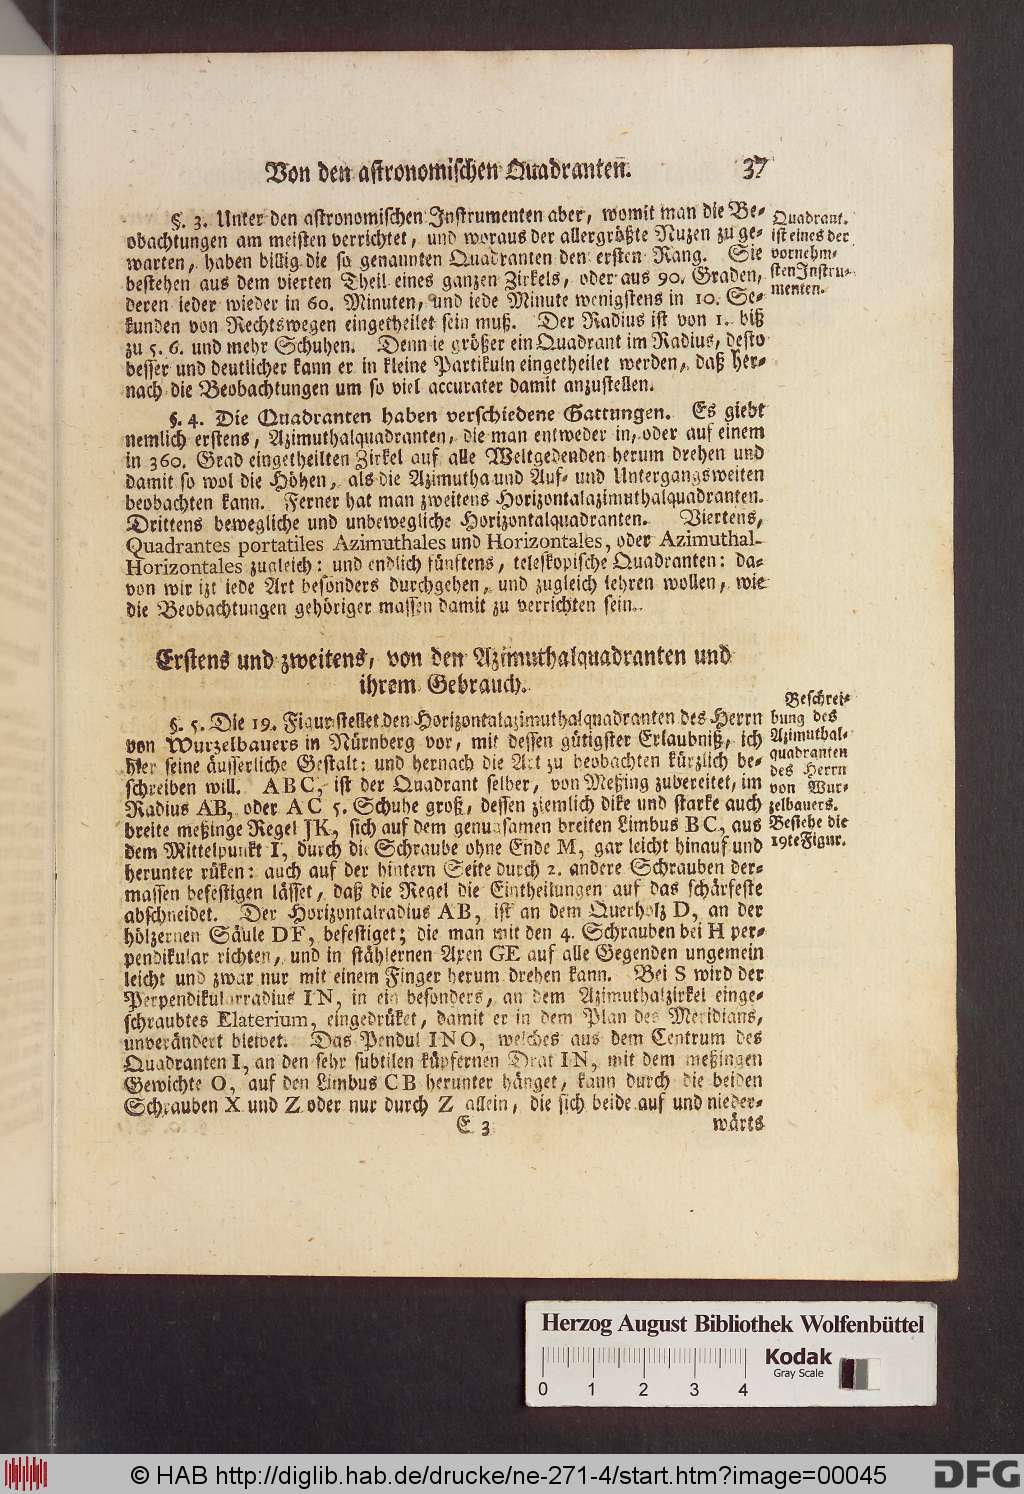 Von den astronomischen Quadranten. 37
§. 3. Unter den astronomischen Instrumenten aber, womit man die Be-
obachtungen am meisten verrichtet, und woraus der allergrößte Nuzen zu ge-
warten, haben billig die so genannten Quadranten den ersten Rang. Sie
bestehen aus dem vierten Theil eines ganzen Zirkels, oder aus 90. Graden,
deren ieder wieder in 60. Minuten, und iede Minute wenigstens in 10. Se-
kunden von Rechtswegen eingetheilet sein muß. Der Radius ist von 1. biß
zu 5. 6. und mehr Schuhen. Denn ie größer ein Quadrant im Radius, desto
besser und deutlicher kann er in kleine Partikuln eingetheilet werden, daß her-
nach die Beobachtungen um so viel accurater damit anzustellen.
Quadrant.
ist eines der
vornehm-
sten Instru-
menten.
§. 4. Die Quadranten haben verschiedene Gattungen. Es giebt
nemlich erstens, Azimuthalquadranten, die man entweder in, oder auf einem
in 360. Grad eingetheilten Zirkel auf alle Weltgedenden herum drehen und
damit so wol die Höhen, als die Azimutha und Auf- und Untergangsweiten
beobachten kann. Ferner hat man zweitens Horizontalazimuthalquadranten.
Drittens bewegliche und unbewegliche Horizontalquadranten. Viertens,
Quadrantes portatiles Azimuthales und Horizontales, oder Azimuthal-
Horizontales zugleich: und endlich fünftens, teleskopische Quadranten: da-
von wir izt iede Art besonders durchgehen, und zugleich lehren wollen, wie
die Beobachtungen gehöriger massen damit zu verrichten sein.
Erstens und zweitens, von den Azimuthalquadranten und
ihrem Gebrauch.
§. 5. Die 19. Figur stellet den Horizontalazimuthalquadranten des Herrn
von Wurzelbauers in Nürnberg vor, mit dessen gütigster Erlaubniß, ich
hier seine äusserliche Gestalt: und hernach die Art zu beobachten kürzlich be-
schreiben will. ABC, ist der Quadrant selber, von Meßing zubereitet, im
Radius AB, oder AC 5. Schuhe groß, dessen ziemlich dike und starke auch
breite meßinge Regel JK, sich auf dem genugsamen breiten Limbus BC, aus
dem Mittelpunkt I, durch die Schraube ohne Ende M, gar leicht hinauf und
herunter rüken: auch auf der hintern Seite durch 2. andere Schrauben der-
massen befestigen lässet, daß die Regel die Eintheilungen auf das schärfeste
abschneidet. Der Horizontalradius AB, ist an dem Querholz D, an der
hölzernen Säule DF, befestiget; die man mit den 4. Schrauben bei H per-
pendikular richten, und in stählernen Axen GE auf alle Gegenden ungemein
leicht und zwar nur mit einem Finger herum drehen kann. Bei S wird der
Perpendikularradius IN, in ein besonders, an dem Azimuthalzirkel einge-
schraubtes Elaterium, eingedrüket, damit er in dem Plan des Meridians,
unverändert bleibet. Das Pendul INO, welches aus dem Centrum des
Quadranten I, an den sehr subtilen küpfernen Drat IN, mit dem meßingen
Gewichte O, auf den Limbus CB herunter hänget, kann durch die beiden
Schrauben X und Z oder nur durch Z allein, die sich beide auf und nieder-
E 3 wärts
Beschrei-
bung des
Azimuthal-
quadranten
des Herrn
von Wur-
zelbauers.
Bestehe die
19te Figur.
Herzog August Bibliothek Wolfenbüttel
0 1 2 3 4
Kodak
Gray Scale
© HAB http://diglib.hab.de/drucke/ne-271-4/start.htm?image=00045
DFG